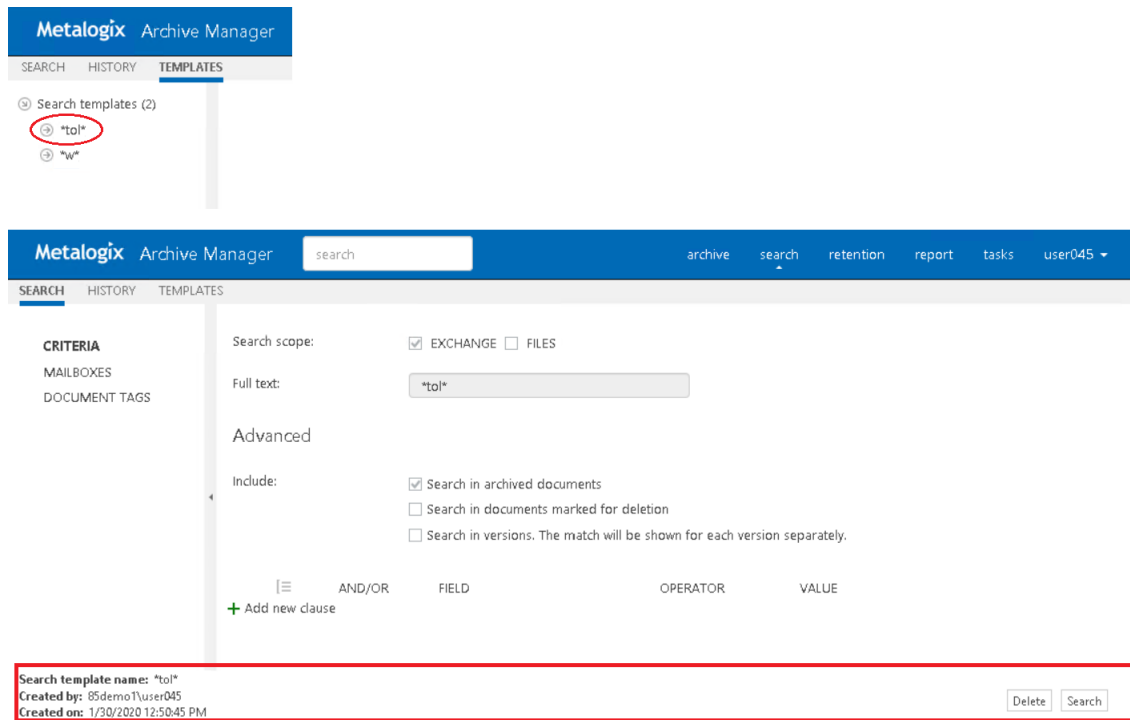 Metalogix Archive Manager
SEARCH HISTORY TEMPLATES
Search templates (2)
*tol*
*w*
Metalogix Archive Manager search archive search retention report tasks user045
SEARCH HISTORY TEMPLATES
CRITERIA
MAILBOXES
DOCUMENT TAGS
Search scope: EXCHANGE FILES
Full text: *tol*
Advanced
Include: Search in archived documents
Search in documents marked for deletion
Search in versions. The match will be shown for each version separately.
AND/OR FIELD OPERATOR VALUE
+ Add new clause
Search template name: *tol*
Created by: 85demo1\user045
Created on: 1/30/2020 12:50:45 PM
Delete Search